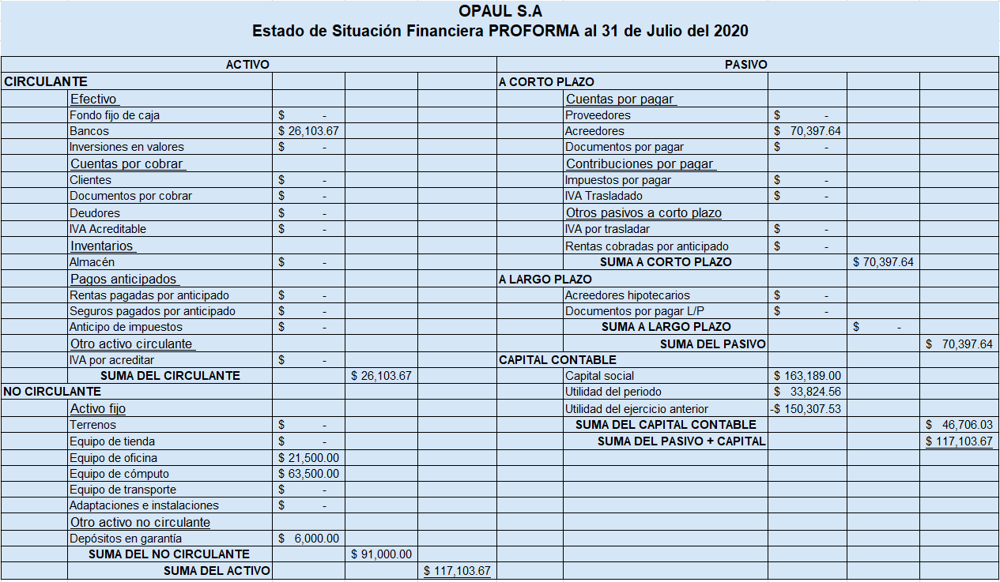 OPAUL S.A
Estado de Situación Financiera PROFORMA al 31 de Julio del 2020
ACTIVO
CIRCULANTE
Efectivo
Fondo fijo de caja $ -
Bancos $ 26,103.67
Inversiones en valores $ -
Cuentas por cobrar
Clientes $ -
Documentos por cobrar $ -
Deudores $ -
IVA Acreditable $ -
Inventarios
Almacén $ -
Pagos anticipados
Rentas pagadas por anticipado $ -
Seguros pagados por anticipado $ -
Anticipo de impuestos $ -
Otro activo circulante
IVA por acreditar $ -
SUMA DEL CIRCULANTE $ 26,103.67
NO CIRCULANTE
Activo fijo
Terrenos $ -
Equipo de tienda $ -
Equipo de oficina $ 21,500.00
Equipo de cómputo $ 63,500.00
Equipo de transporte $ -
Adaptaciones e instalaciones $ -
Otro activo no circulante
Depósitos en garantía $ 6,000.00
SUMA DEL NO CIRCULANTE $ 91,000.00
SUMA DEL ACTIVO $ 117,103.67
PASIVO
A CORTO PLAZO
Cuentas por pagar
Proveedores $ -
Acreedores $ 70,397.64
Documentos por pagar $ -
Contribuciones por pagar
Impuestos por pagar $ -
IVA Trasladado $ -
Otros pasivos a corto plazo
IVA por trasladar $ -
Rentas cobradas por anticipado $ -
SUMA A CORTO PLAZO $ 70,397.64
A LARGO PLAZO
Acreedores hipotecarios $ -
Documentos por pagar L/P $ -
SUMA A LARGO PLAZO $ -
SUMA DEL PASIVO $ 70,397.64
CAPITAL CONTABLE
Capital social $ 163,189.00
Utilidad del periodo $ 33,824.56
Utilidad del ejercicio anterior -$ 150,307.53
SUMA DEL CAPITAL CONTABLE $ 46,706.03
SUMA DEL PASIVO + CAPITAL $ 117,103.67